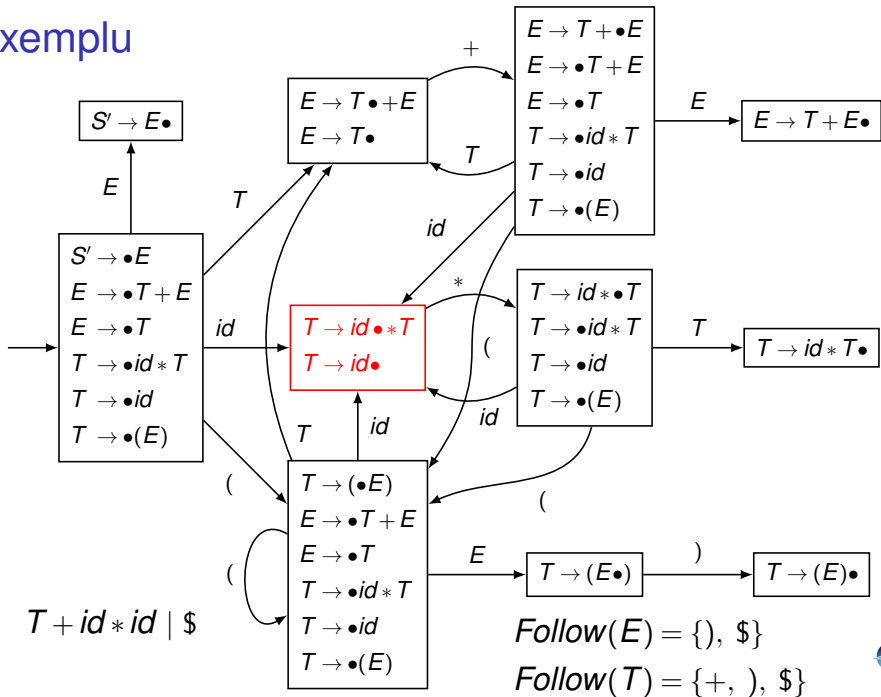 xemplu
S′ → E•
E
S′ → •E
E → •T + E
E → •T
T → •id ∗ T
T → •id
T → •(E)
T
id
(
E → T• + E
E → T•
+
T
E → T + •E
E → •T + E
E → •T
T → •id ∗ T
T → •id
T → •(E)
E
E → T + E•
id
(
T → id • ∗ T
T → id•
∗
id
T → id ∗ •T
T → •id ∗ T
T → •id
T → •(E)
T
T → id ∗ T•
(
T
id
(
T → (•E)
E → •T + E
E → •T
T → •id ∗ T
T → •id
T → •(E)
E
T → (E•)
)
T → (E)•
T + id ∗ id | $
Follow(E) = {), $}
Follow(T) = {+, ), $}